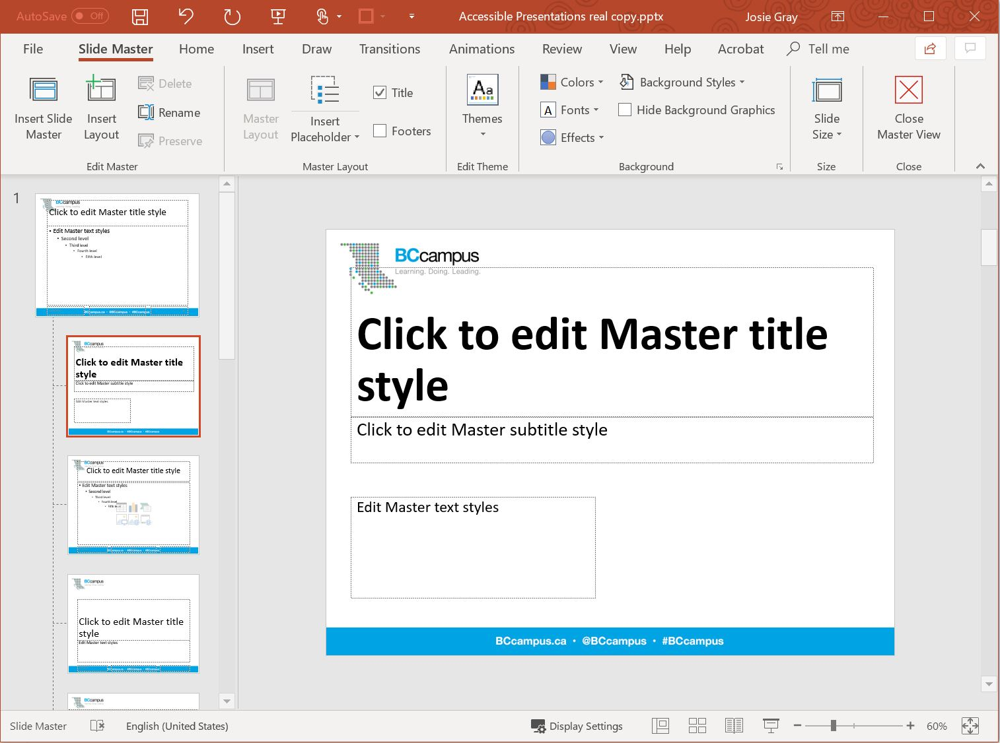 AutoSave Off
Accessible Presentations real copy.pptx
Josie Gray
File Slide Master Home Insert Draw Transitions Animations Review View Help Acrobat Tell me
Insert Slide Master
Insert Layout
Delete
Rename
Preserve
Edit Master
Master Layout
Insert Placeholder
Title
Footers
Master Layout
Aa
Themes
Edit Theme
Colors
A Fonts
Effects
Background Styles
Hide Background Graphics
Background
Slide Size
Size
Close Master View
Close
1
BCcampus
Click to edit Master title style
• Edit Master text styles
• Second level
• Third level
• Fourth level
• Fifth level
BCcampus.ca • @BCcampus • #BCcampus
BCcampus
Click to edit Master title
style
Click to edit Master subtitle style
Edit Master text styles
BCcampus.ca • @BCcampus • #BCcampus
BCcampus
Click to edit Master title style
• Edit Master text styles
• Second level
• Third level
• Fourth level
• Fifth level
BCcampus.ca • @BCcampus • #BCcampus
BCcampus
Click to edit Master title
style
Edit Master text styles
BCcampus.ca • @BCcampus • #BCcampus
BCcampus
BCcampus
Learning. Doing. Leading.
Click to edit Master title
style
Click to edit Master subtitle style
Edit Master text styles
BCcampus.ca • @BCcampus • #BCcampus
Slide Master English (United States) Display Settings 60%